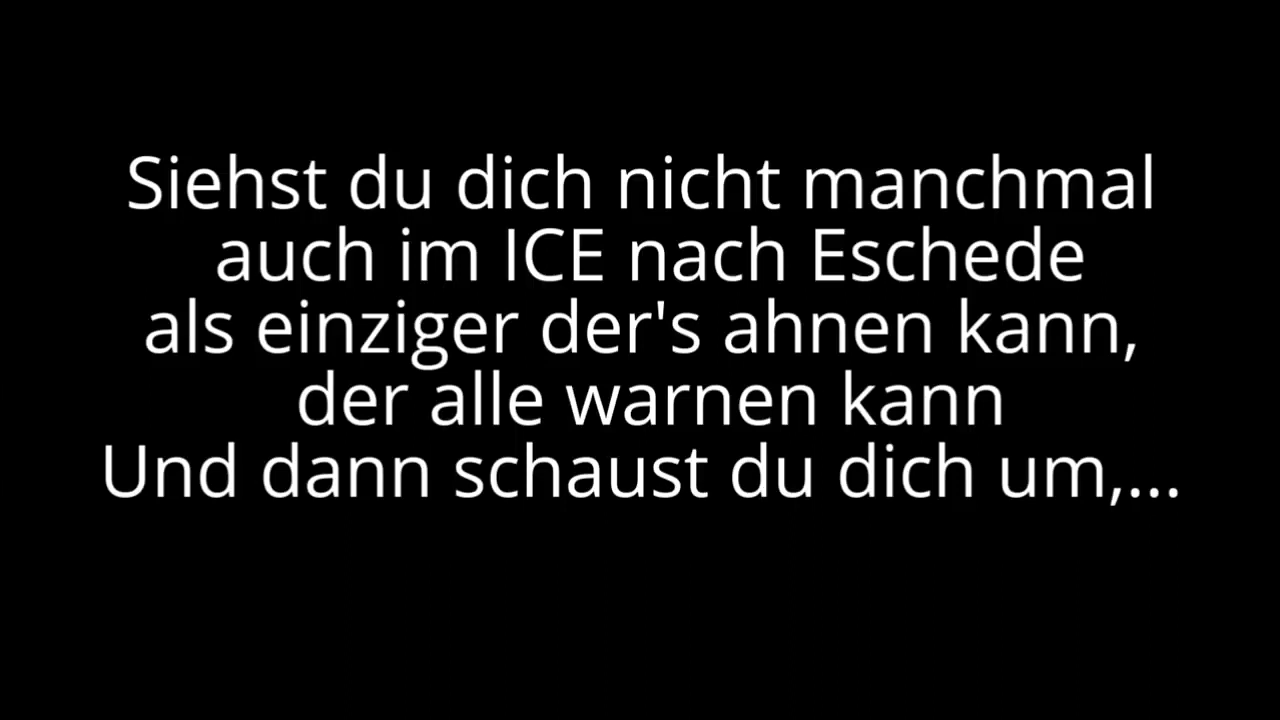 Siehst du dich nicht manchmal
auch im ICE nach Eschede
als einziger der's ahnen kann,
der alle warnen kann
Und dann schaust du dich um,...